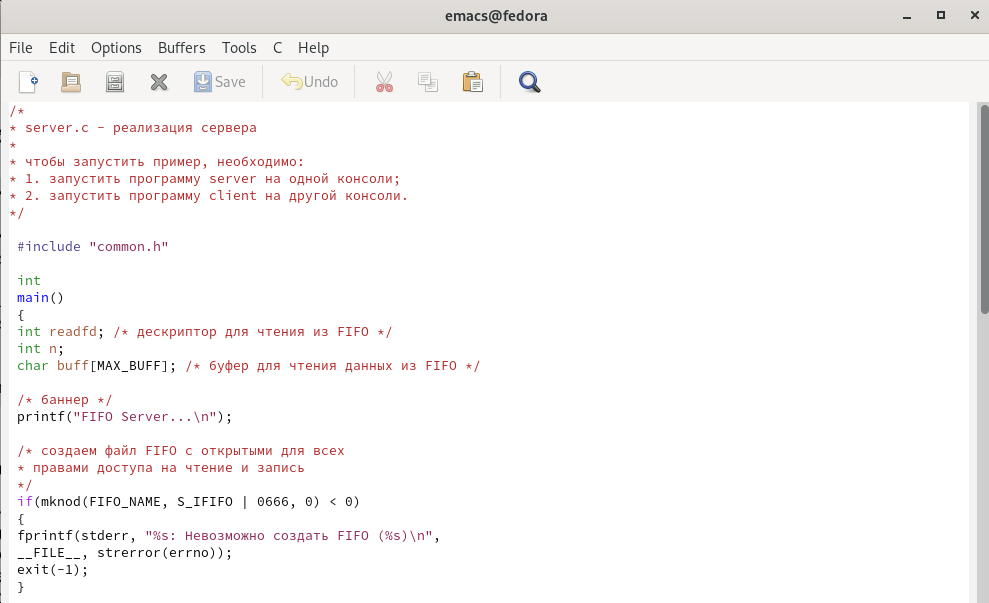 emacs@fedora
File Edit Options Buffers Tools C Help
Save Undo
/*
* server.c - реализация сервера
*
* чтобы запустить пример, необходимо:
* 1. запустить программу server на одной консоли;
* 2. запустить программу client на другой консоли.
*/
#include "common.h"
int
main()
{
int readfd; /* дескриптор для чтения из FIFO */
int n;
char buff[MAX_BUFF]; /* буфер для чтения данных из FIFO */
/* баннер */
printf("FIFO Server...\n");
/* создаем файл FIFO с открытыми для всех
* правами доступа на чтение и запись
*/
if(mknod(FIFO_NAME, S_IFIFO | 0666, 0) < 0)
{
fprintf(stderr, "%s: Невозможно создать FIFO (%s)\n",
__FILE__, strerror(errno));
exit(-1);
}